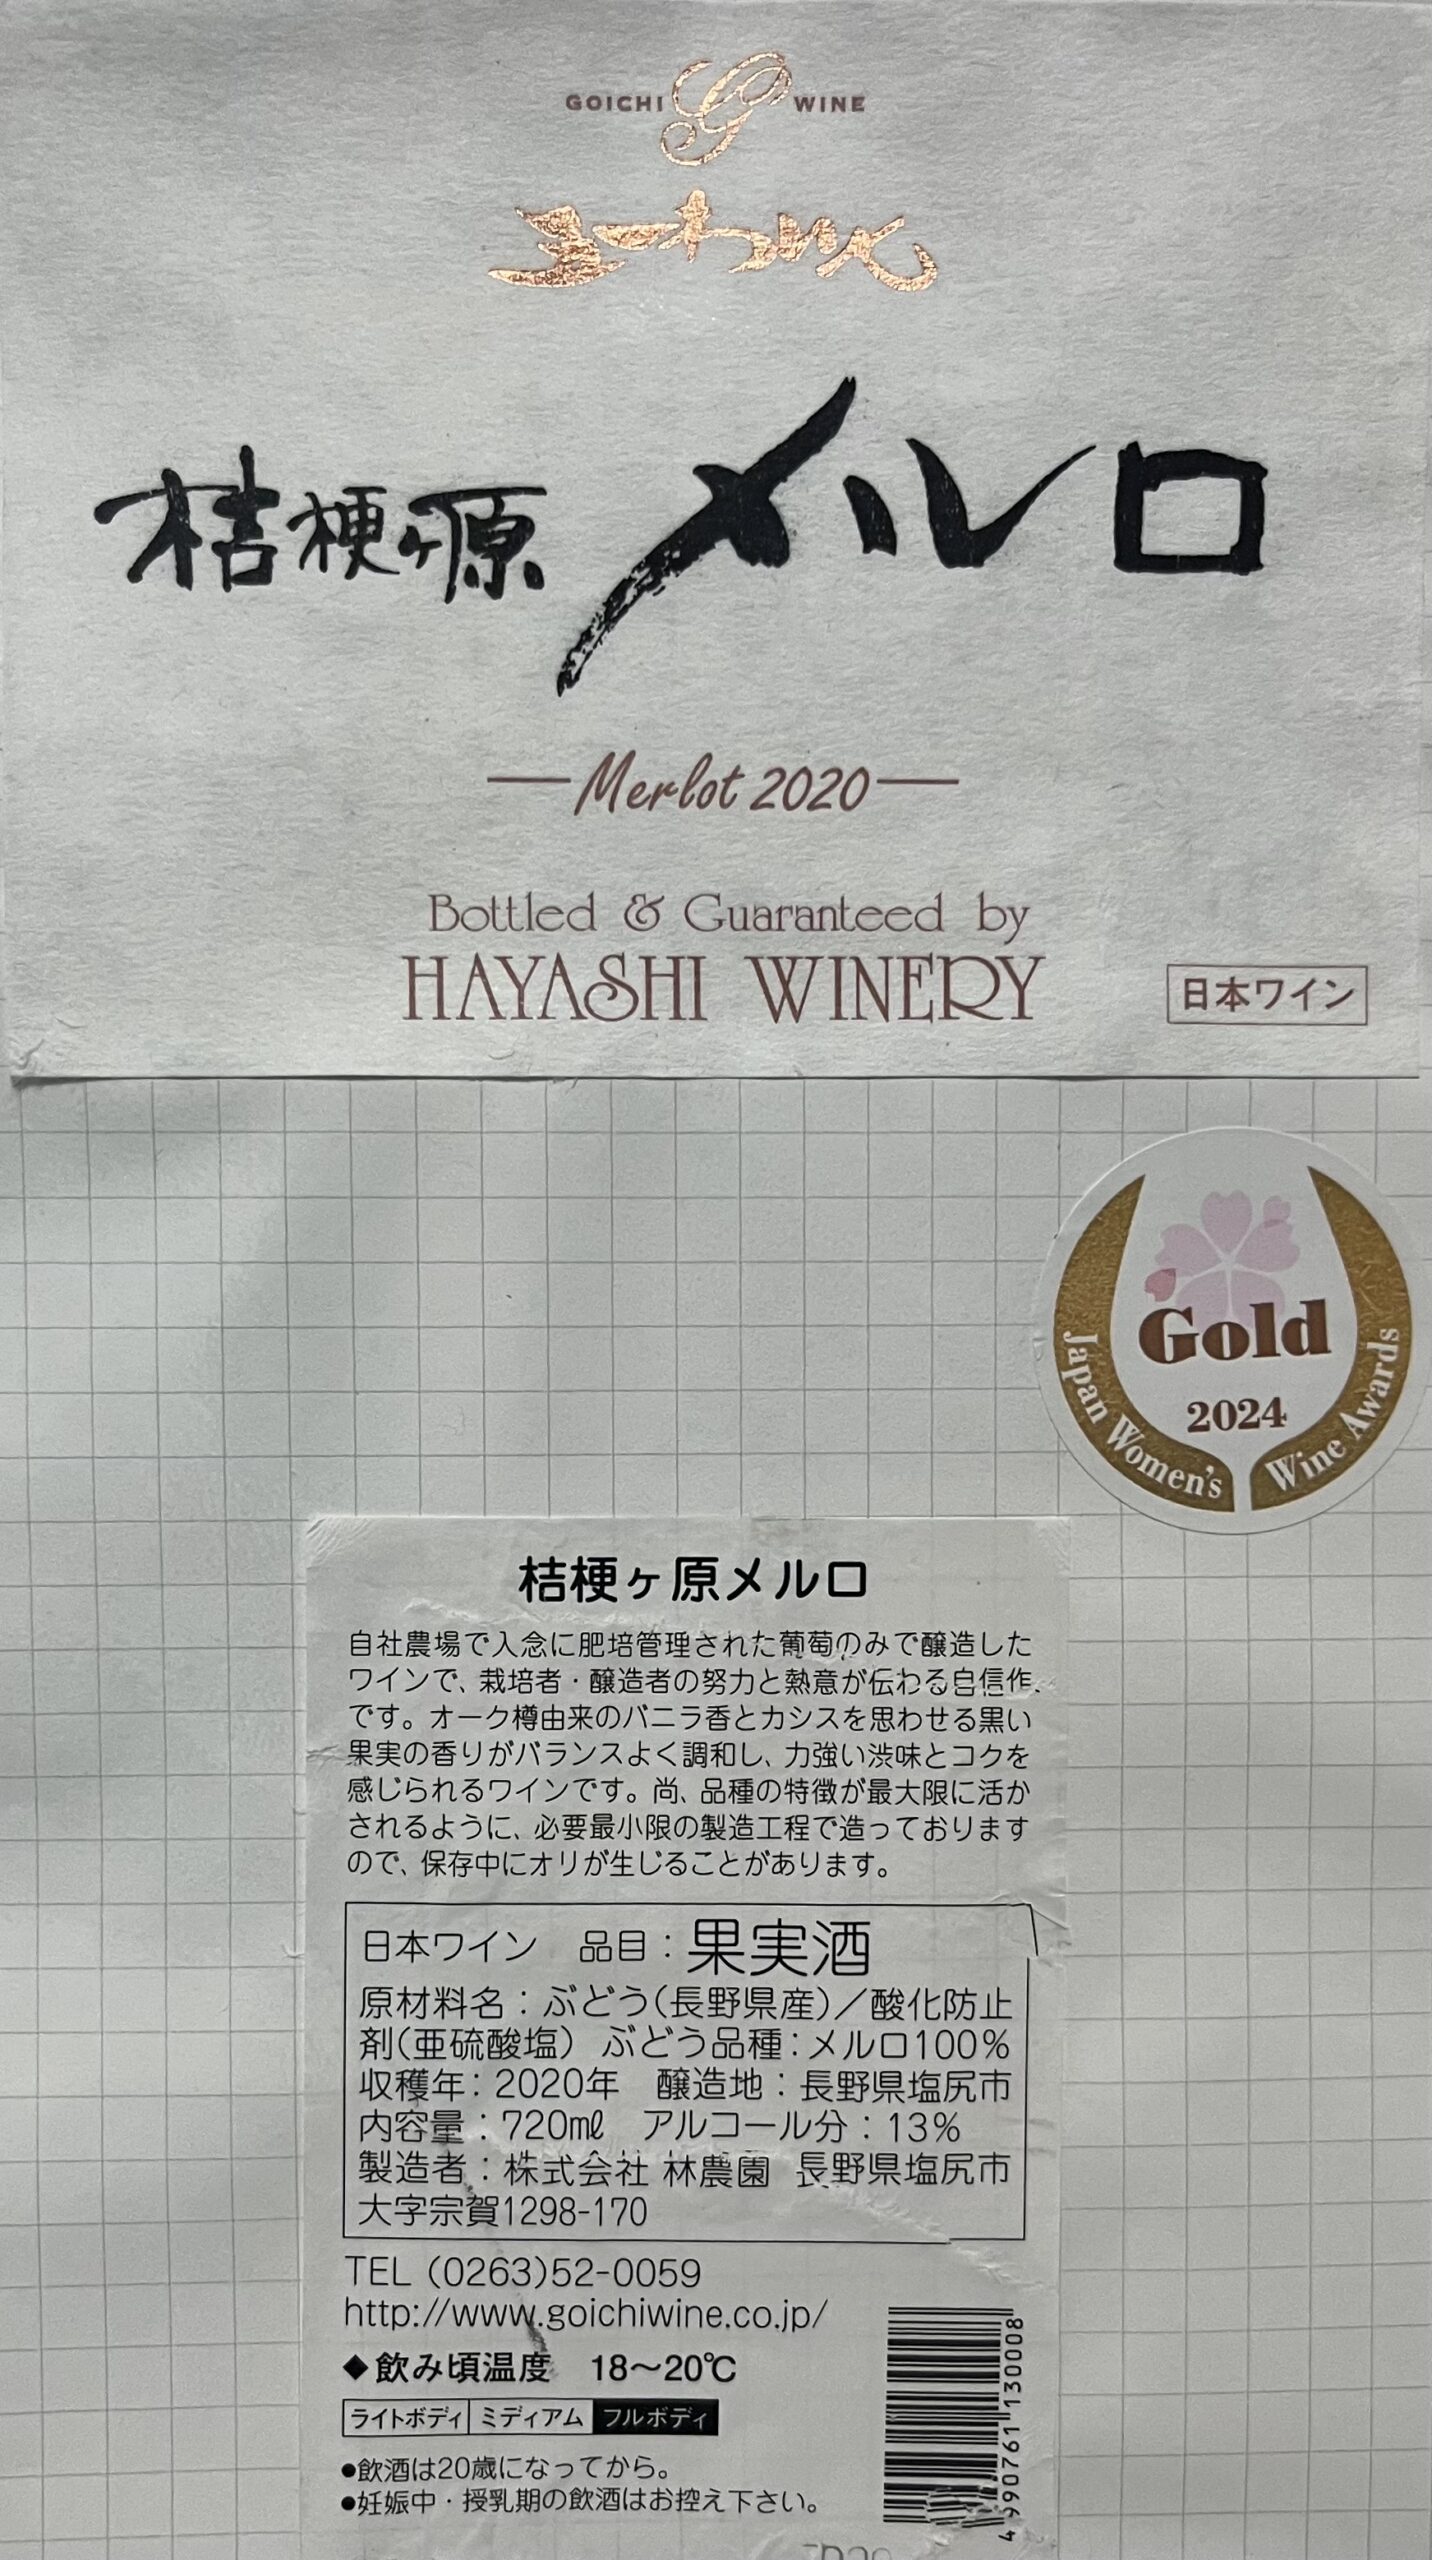 GOICHI G WINE
五一わいん
桔梗ヶ原 メルロ
Merlot 2020
Bottled & Guaranteed by
HAYASHI WINERY
日本ワイン
Gold
2024
Japan Women's Wine Awards
桔梗ヶ原メルロ
自社農場で入念に肥培管理された葡萄のみで醸造した
ワインで、栽培者・醸造者の努力と熱意が伝わる自信作
です。オーク樽由来のバニラ香とカシスを思わせる黒い
果実の香りがバランスよく調和し、力強い渋味とコクを
感じられるワインです。尚、品種の特徴が最大限に活か
されるように、必要最小限の製造工程で造っております
ので、保存中にオリが生じることがあります。
日本ワイン 品目:果実酒
原材料名:ぶどう(長野県産)/酸化防止
剤(亜硫酸塩) ぶどう品種:メルロ100%
収穫年:2020年 醸造地:長野県塩尻市
内容量:720㎖ アルコール分:13%
製造者:株式会社 林農園 長野県塩尻市
大字宗賀1298-170
TEL (0263)52-0059
http://www.goichiwine.co.jp/
◆飲み頃温度 18〜20℃
ライトボディ ミディアム フルボディ
●飲酒は20歳になってから。
●妊娠中・授乳期の飲酒はお控え下さい。
4 990761 130008